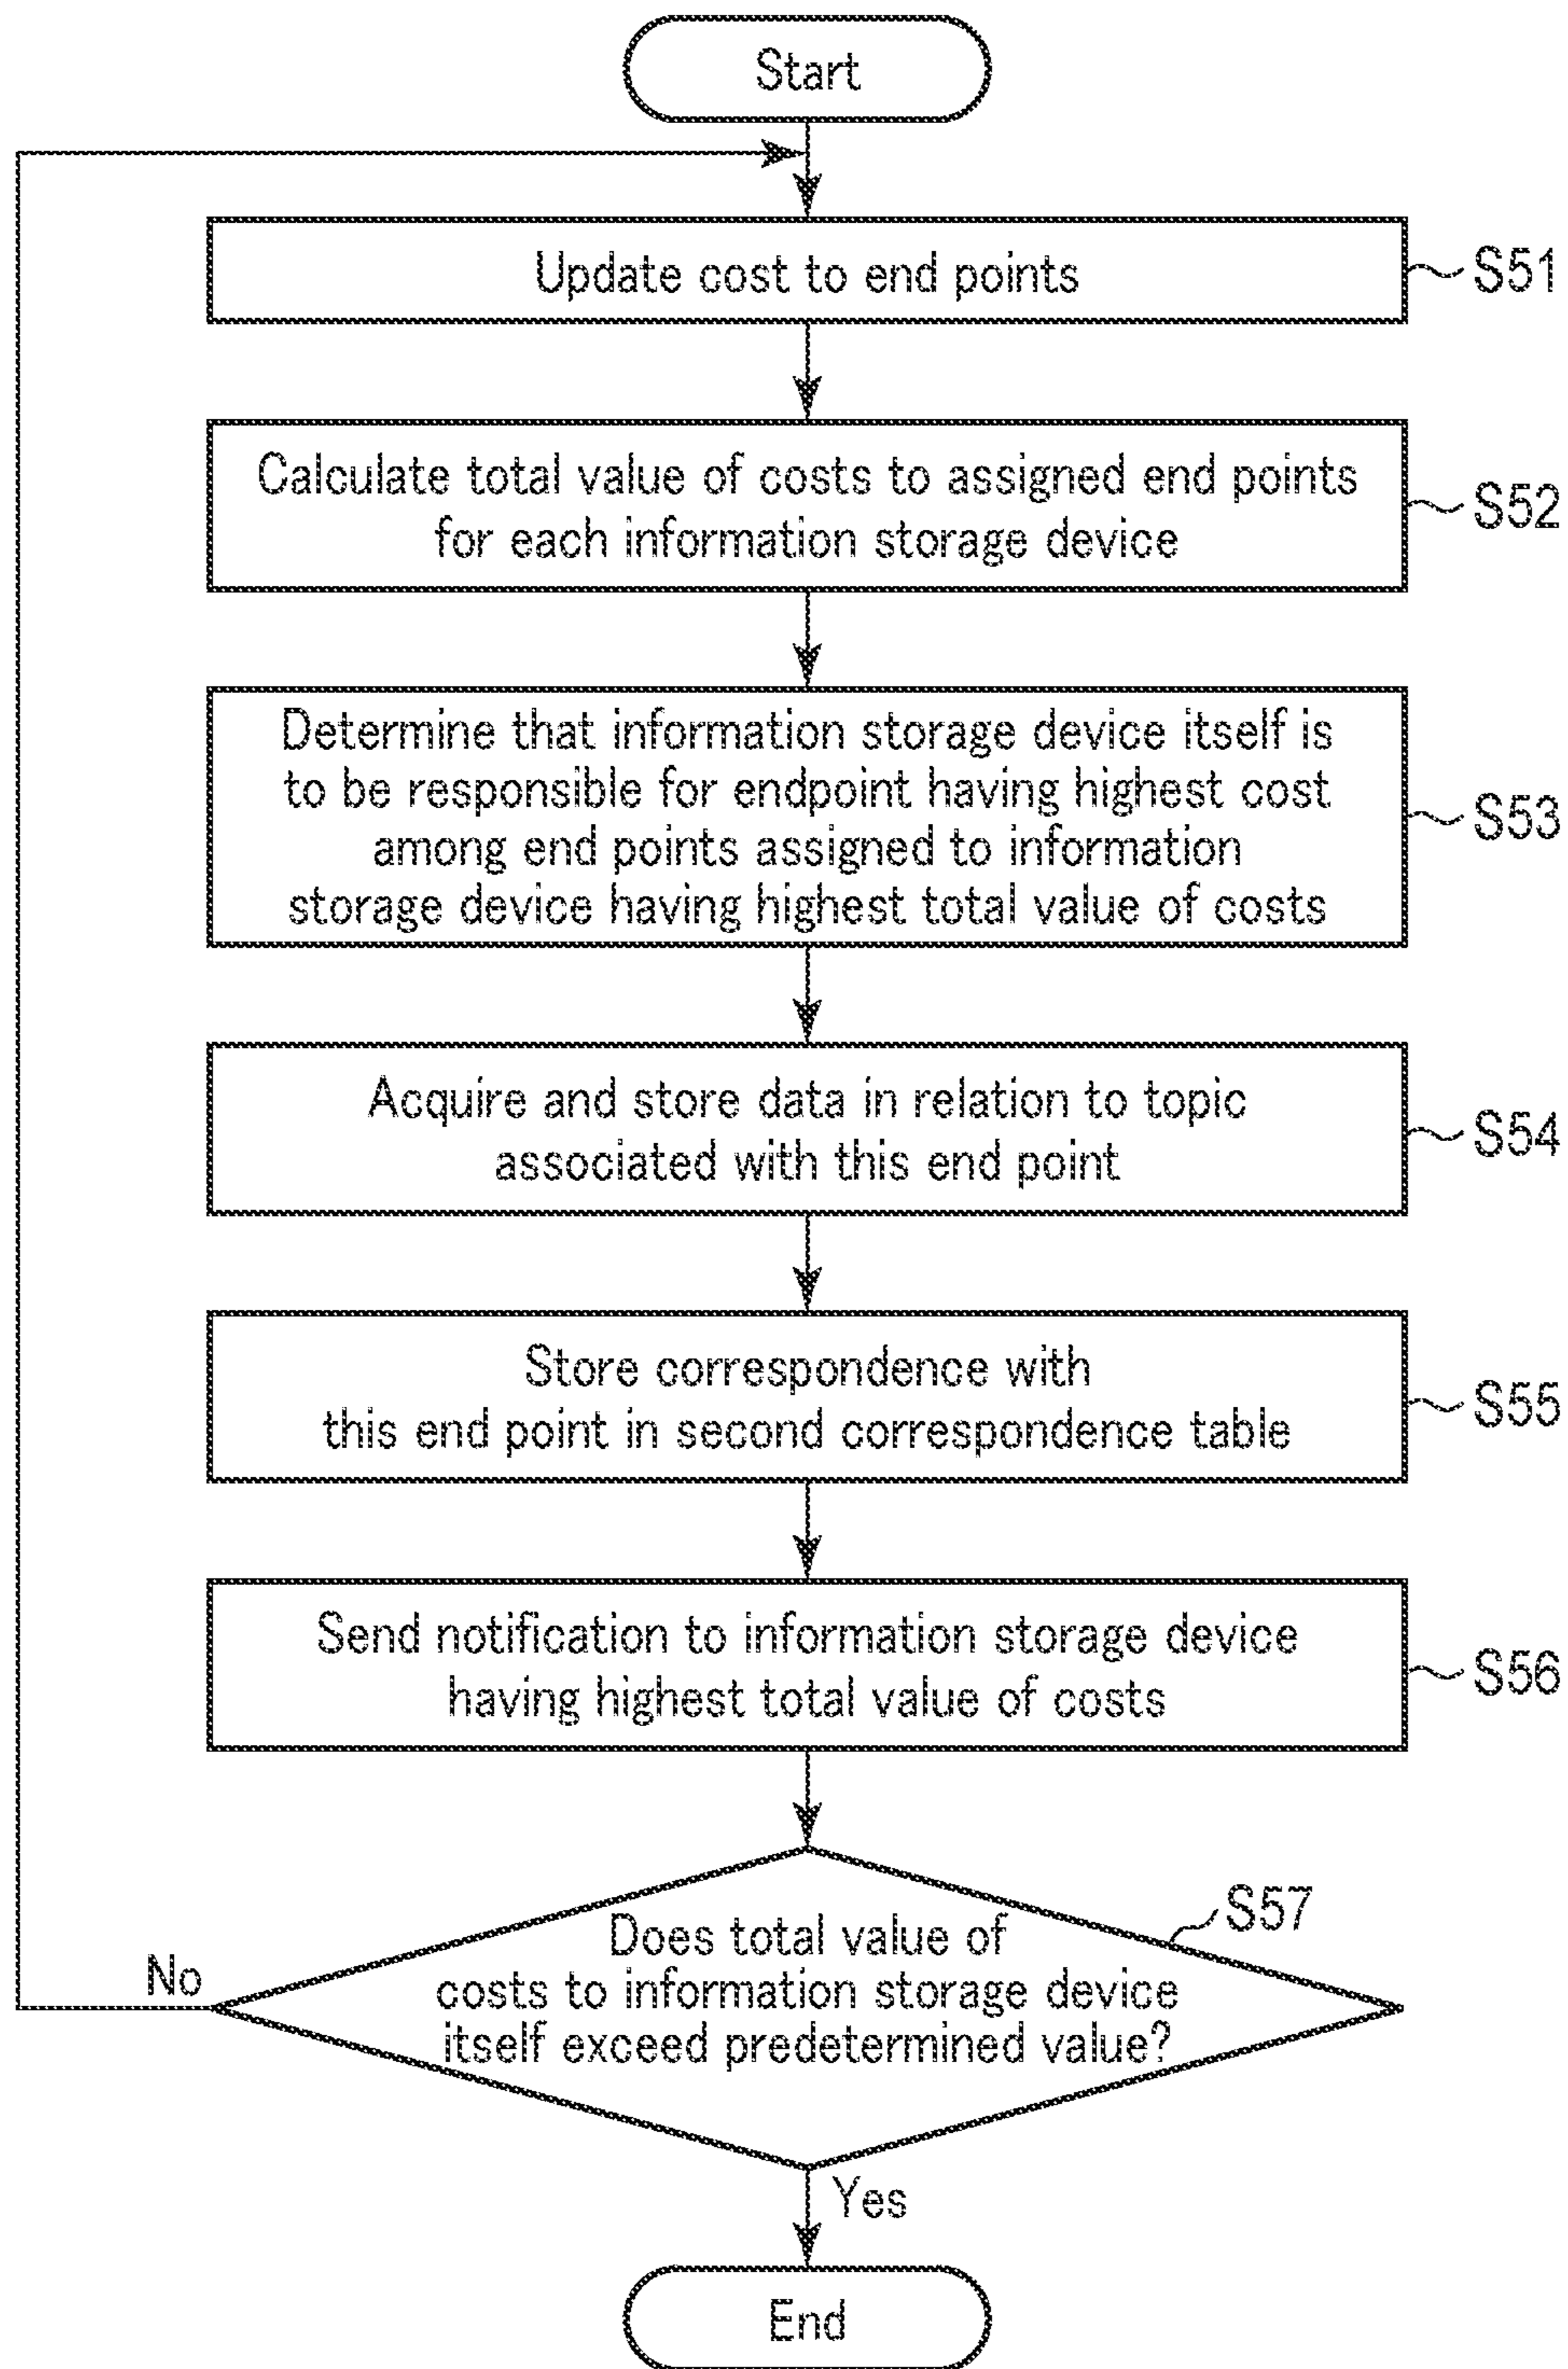 Start
Update cost to end points
S51
Calculate total value of costs to assigned end points
for each information storage device
S52
Determine that information storage device itself is
to be responsible for endpoint having highest cost
among end points assigned to information
storage device having highest total value of costs
S53
Acquire and store data in relation to topic
associated with this end point
S54
Store correspondence with
this end point in second correspondence table
S55
Send notification to information storage device
having highest total value of costs
S56
S57
Does total value of
costs to information storage device
itself exceed predetermined value?
No
Yes
End